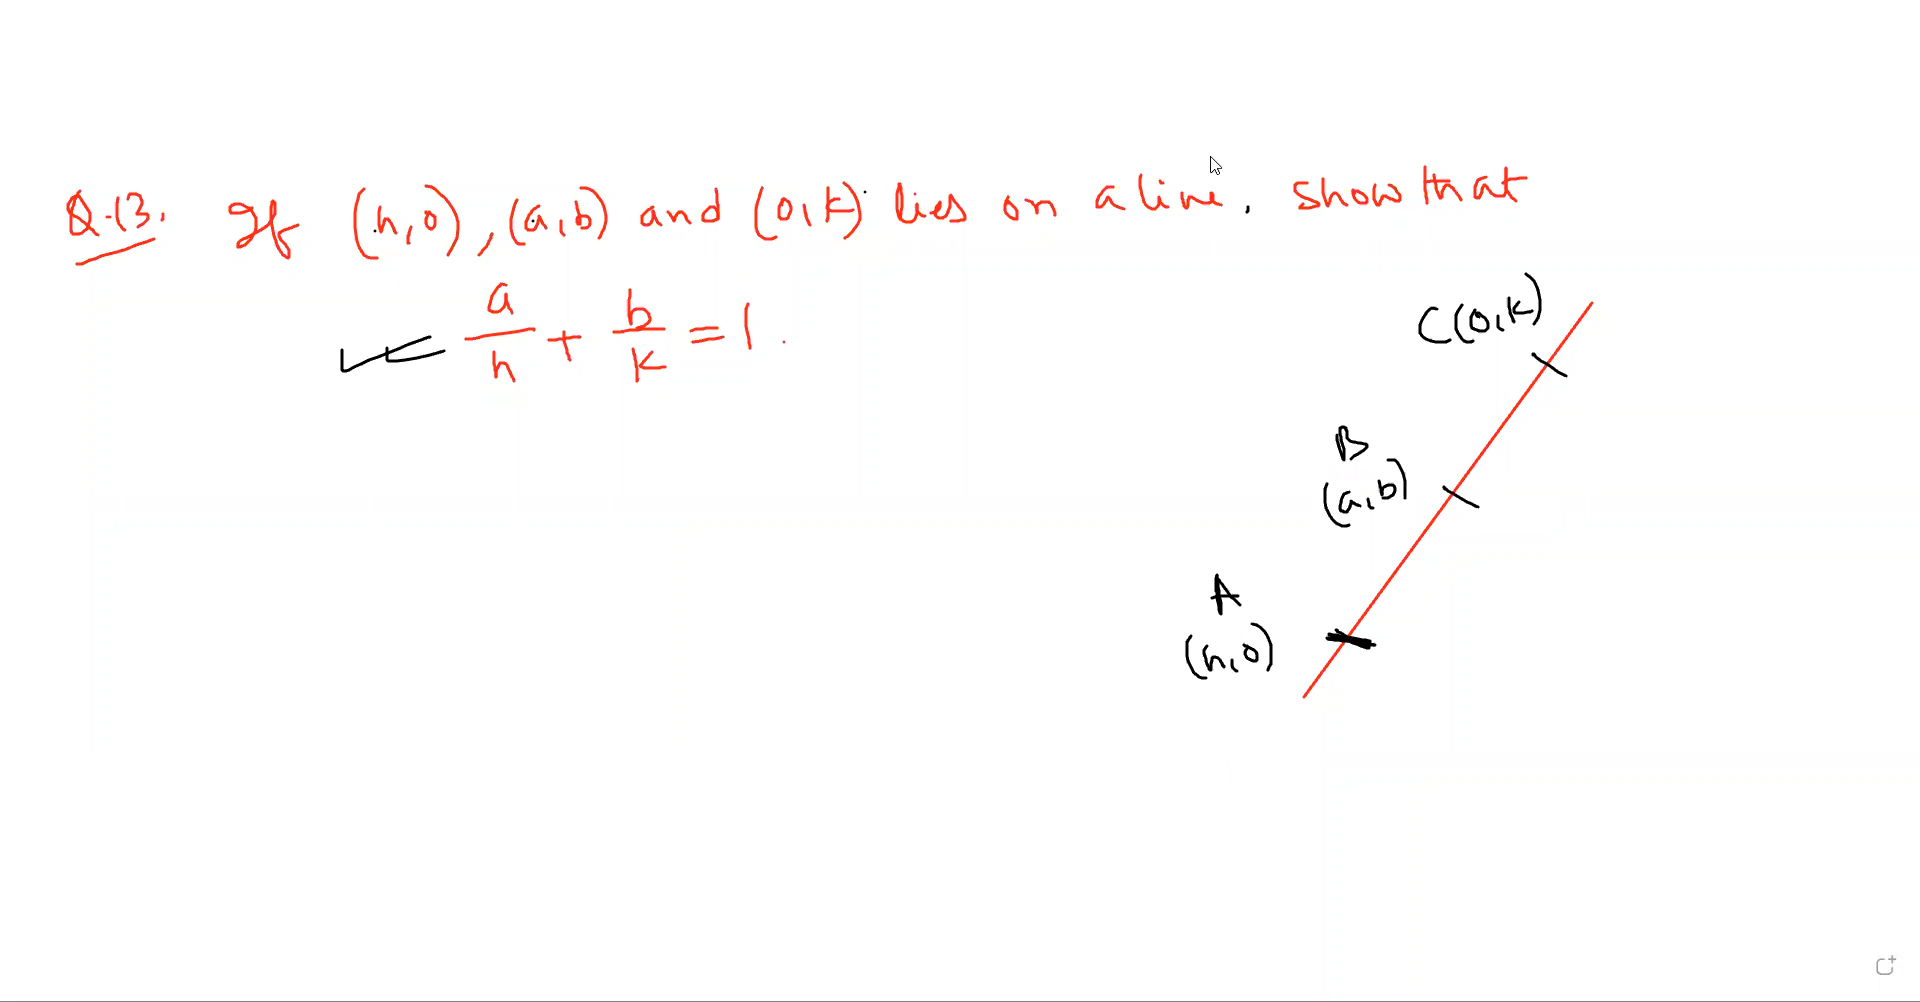 Q.13. If (h,0), (a,b) and (0,k) lies on a line. show that
a/h + b/k = 1.
C(0,k)
B
(a,b)
A
(h,0)